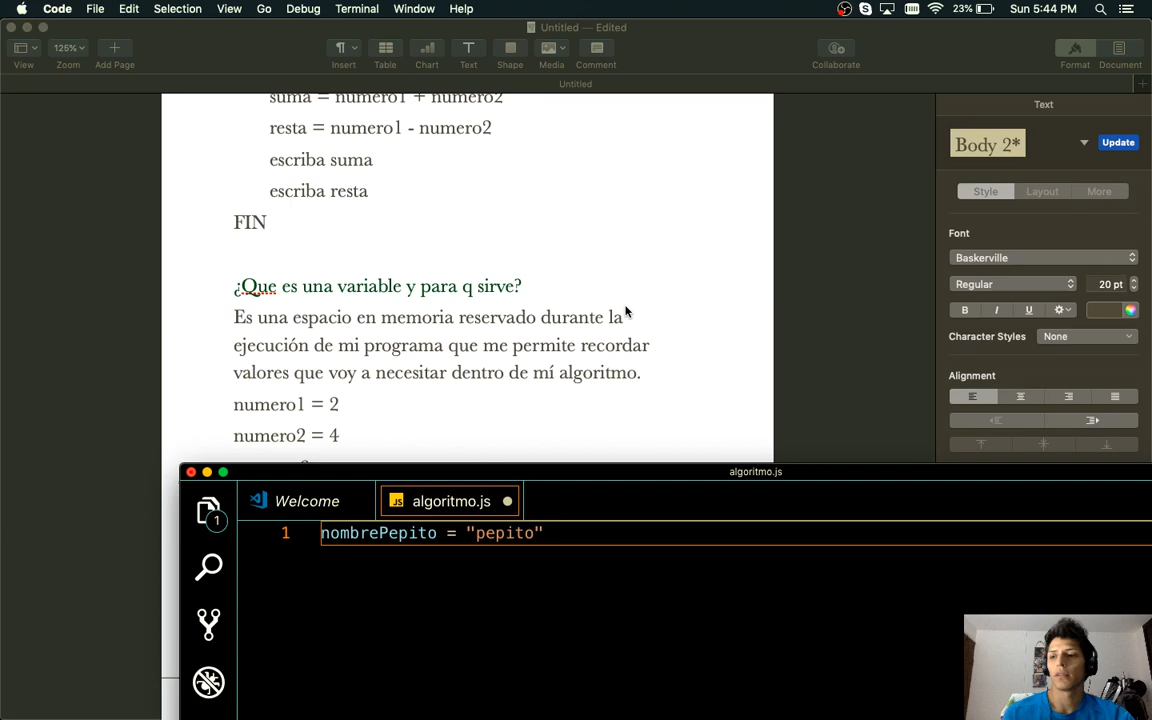 Code File Edit Selection View Go Debug Terminal Window Help 23% Sun 5:44 PM
Untitled — Edited
125%
View Zoom Add Page Insert Table Chart Text Shape Media Comment Collaborate Format Document
Untitled
suma = numero1 + numero2
resta = numero1 - numero2
escriba suma
escriba resta
FIN
¿Que es una variable y para q sirve?
Es una espacio en memoria reservado durante la
ejecución de mi programa que me permite recordar
valores que voy a necesitar dentro de mí algoritmo.
numero1 = 2
numero2 = 4
Text
Body 2*
Update
Style Layout More
Font
Baskerville
Regular 20 pt
B I U
Character Styles None
Alignment
algoritmo.js
Welcome
JS algoritmo.js
1
1 nombrePepito = "pepito"